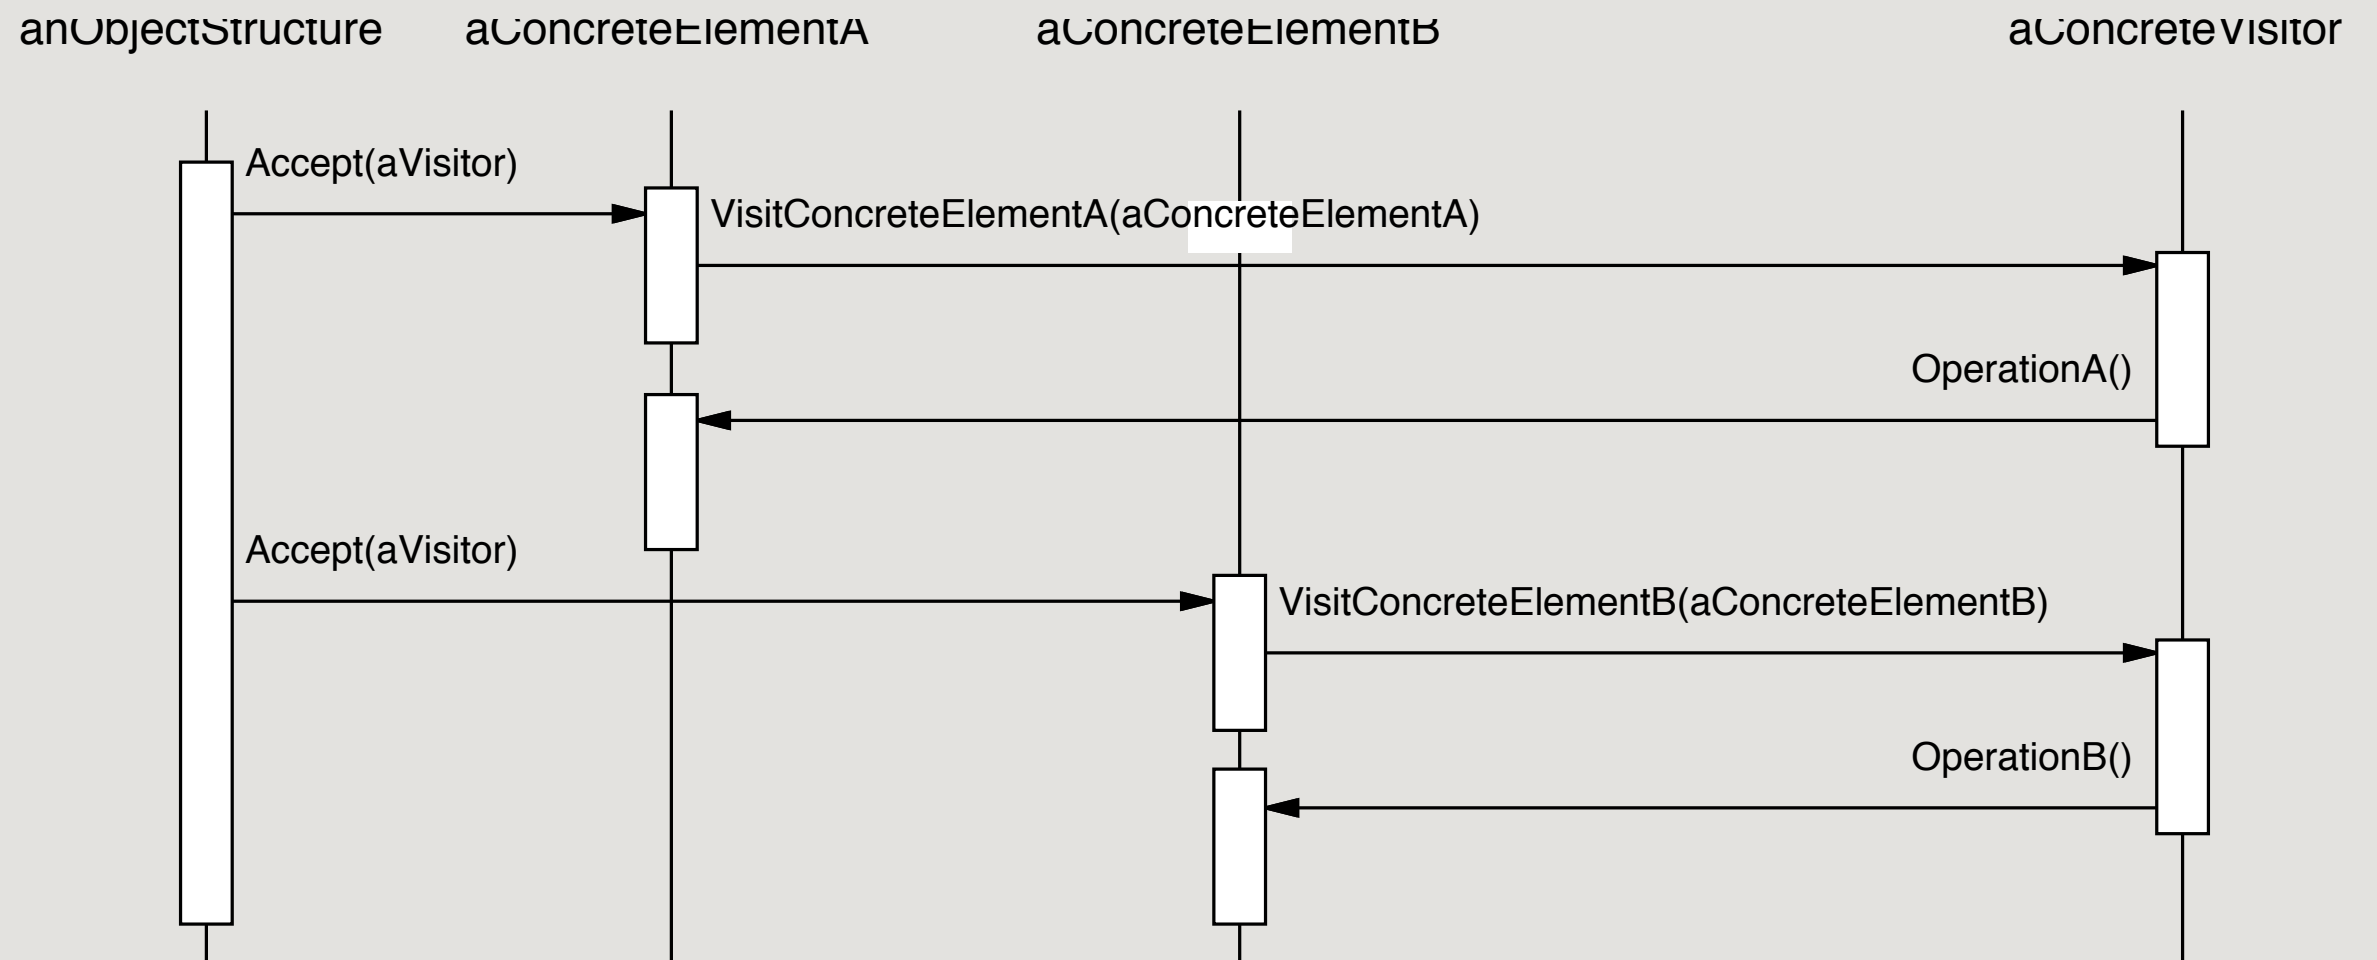 anObjectStructure aConcreteElementA aConcreteElementB aConcreteVisitor
Accept(aVisitor)
VisitConcreteElementA(aConcreteElementA)
OperationA()
Accept(aVisitor)
VisitConcreteElementB(aConcreteElementB)
OperationB()